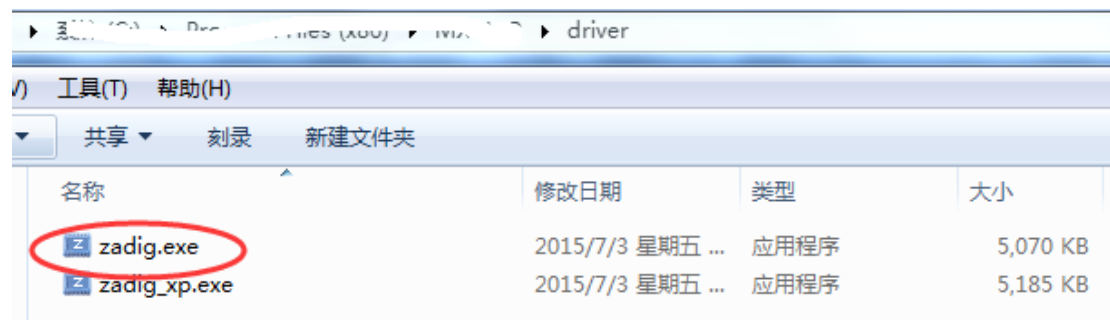 driver
工具(T) 帮助(H)
共享 刻录 新建文件夹
名称 修改日期 类型 大小
zadig.exe 2015/7/3 星期五 ... 应用程序 5,070 KB
zadig_xp.exe 2015/7/3 星期五 ... 应用程序 5,185 KB